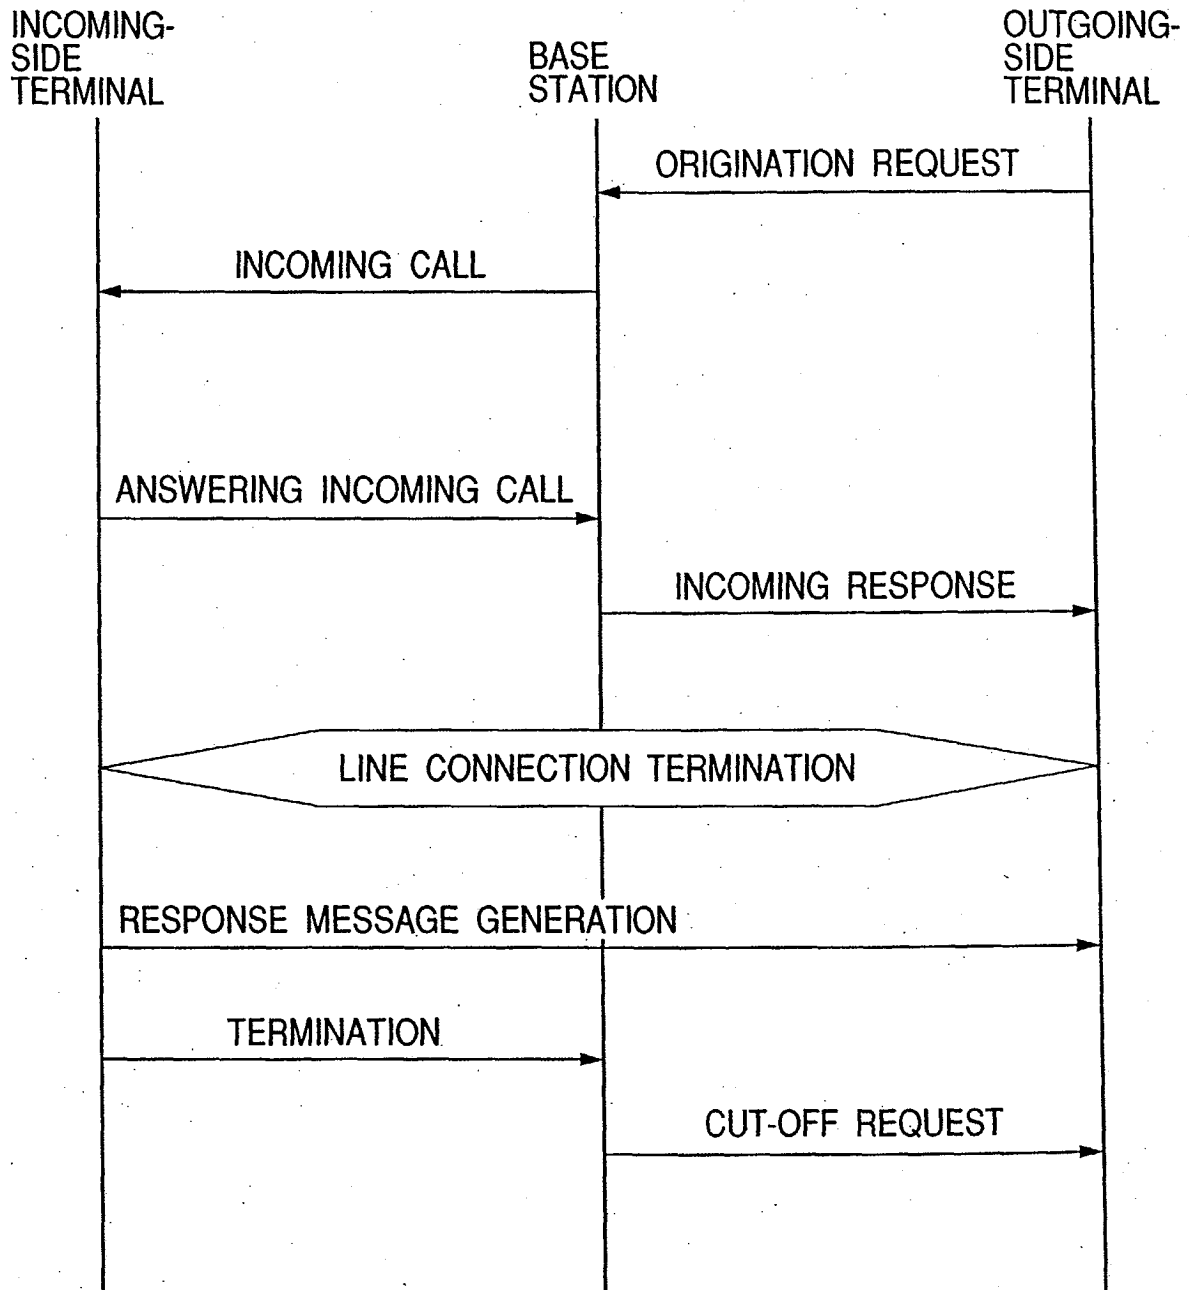 INCOMING-
SIDE
TERMINAL
BASE
STATION
OUTGOING-
SIDE
TERMINAL
ORIGINATION REQUEST
INCOMING CALL
ANSWERING INCOMING CALL
INCOMING RESPONSE
LINE CONNECTION TERMINATION
RESPONSE MESSAGE GENERATION
TERMINATION
CUT-OFF REQUEST